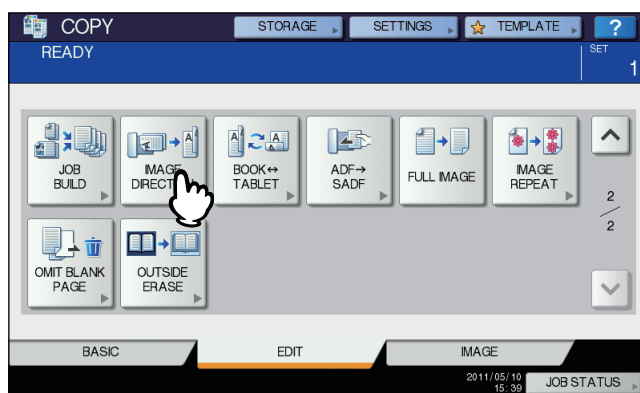 COPY
STORAGE
SETTINGS
TEMPLATE
?
READY
SET
1
JOB
BUILD
IMAGE
DIRECT
BOOK↔
TABLET
ADF→
SADF
FULL IMAGE
IMAGE
REPEAT
2
2
OMIT BLANK
PAGE
OUTSIDE
ERASE
BASIC
EDIT
IMAGE
2011/05/10
15:39
JOB STATUS